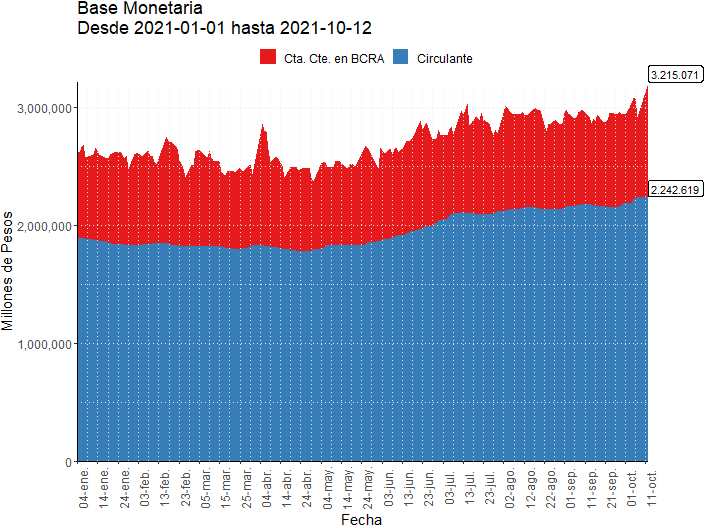 Base Monetaria
Desde 2021-01-01 hasta 2021-10-12
Cta. Cte. en BCRA
Circulante
3.215.071
2.242.619
3,000,000
2,000,000
1,000,000
0
Millones de Pesos
04-ene.
14-ene.
24-ene.
03-feb.
13-feb.
23-feb.
05-mar.
15-mar.
25-mar.
04-abr.
14-abr.
24-abr.
04-may.
14-may.
24-may.
03-jun.
13-jun.
23-jun.
03-jul.
13-jul.
23-jul.
02-ago.
12-ago.
22-ago.
01-sep.
11-sep.
21-sep.
01-oct.
11-oct.
Fecha